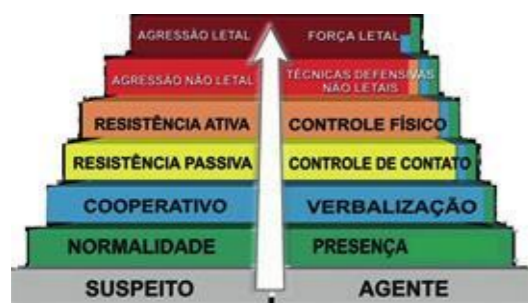 AGRESSÃO LETAL FORÇA LETAL
AGRESSÃO NÃO LETAL TÉCNICAS DEFENSIVAS
NÃO LETAIS
RESISTÊNCIA ATIVA CONTROLE FÍSICO
RESISTÊNCIA PASSIVA CONTROLE DE CONTATO
COOPERATIVO VERBALIZAÇÃO
NORMALIDADE PRESENÇA
SUSPEITO AGENTE